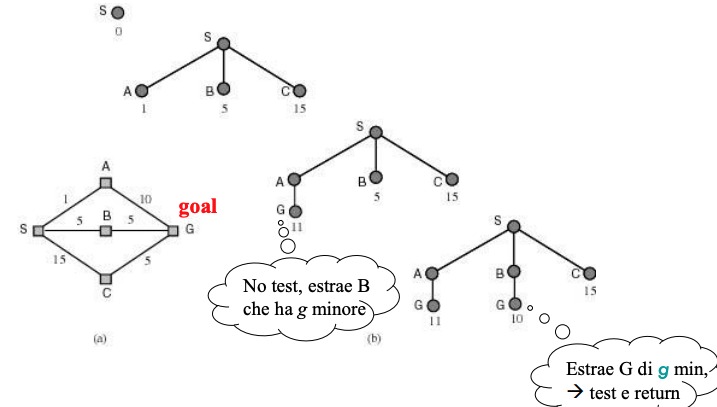 S
0
S
A
B
C
1
5
15
S
A
B
C
5
15
G
11
A
1
10
goal
S
5
B
5
G
15
5
C
(a)
No test, estrae B
che ha g minore
(b)
S
A
B
C
15
G
G
11
10
Estrae G di g min,
→ test e return